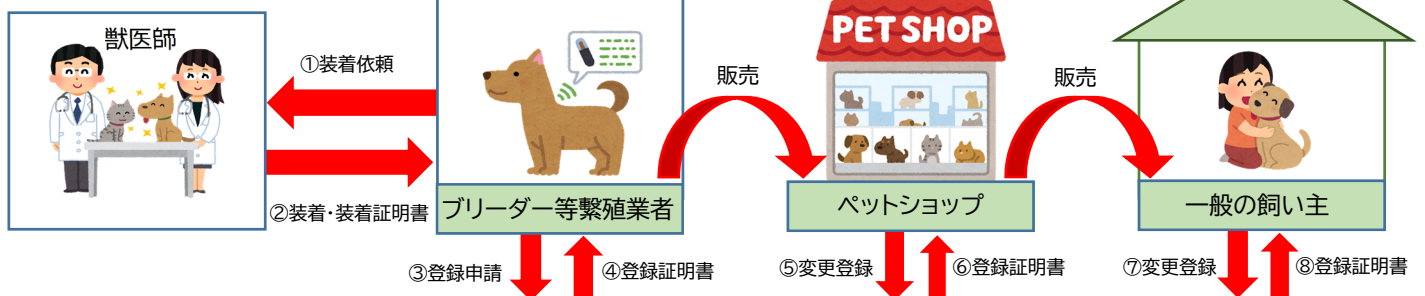 獣医師
①装着依頼
②装着・装着証明書
ブリーダー等繫殖業者
③登録申請
④登録証明書
販売
PET SHOP
ペットショップ
⑤変更登録
⑥登録証明書
販売
一般の飼い主
⑦変更登録
⑧登録証明書